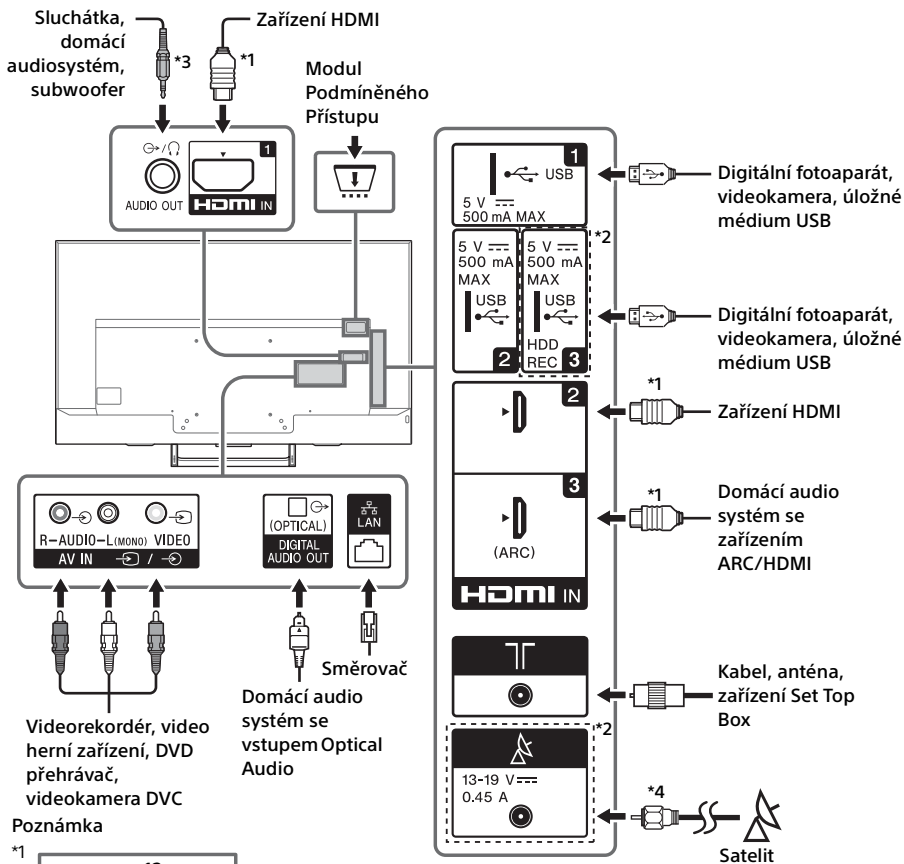 Sluchátka,
domácí
audiosystém,
subwoofer
*3
Zařízení HDMI
*1
Modul
Podmíněného
Přístupu
AUDIO OUT
1
HDMI IN
1
USB
5 V
500 mA MAX
Digitální fotoaparát,
videokamera, úložné
médium USB
*2
5 V
500 mA
MAX
USB
2
5 V
500 mA
MAX
USB
HDD
REC 3
Digitální fotoaparát,
videokamera, úložné
médium USB
2
*1
Zařízení HDMI
3
(ARC)
HDMI IN
*1
Domácí audio
systém se
zařízením
ARC/HDMI
R-AUDIO-L(MONO) VIDEO
AV IN /
(OPTICAL)
DIGITAL
AUDIO OUT
LAN
Videorekordér, video
herní zařízení, DVD
přehrávač,
videokamera DVC
Domácí audio
systém se
vstupem Optical
Audio
Směrovač
Kabel, anténa,
zařízení Set Top
Box
*2
13-19 V
0.45 A
*4
Satelit
Poznámka
*1